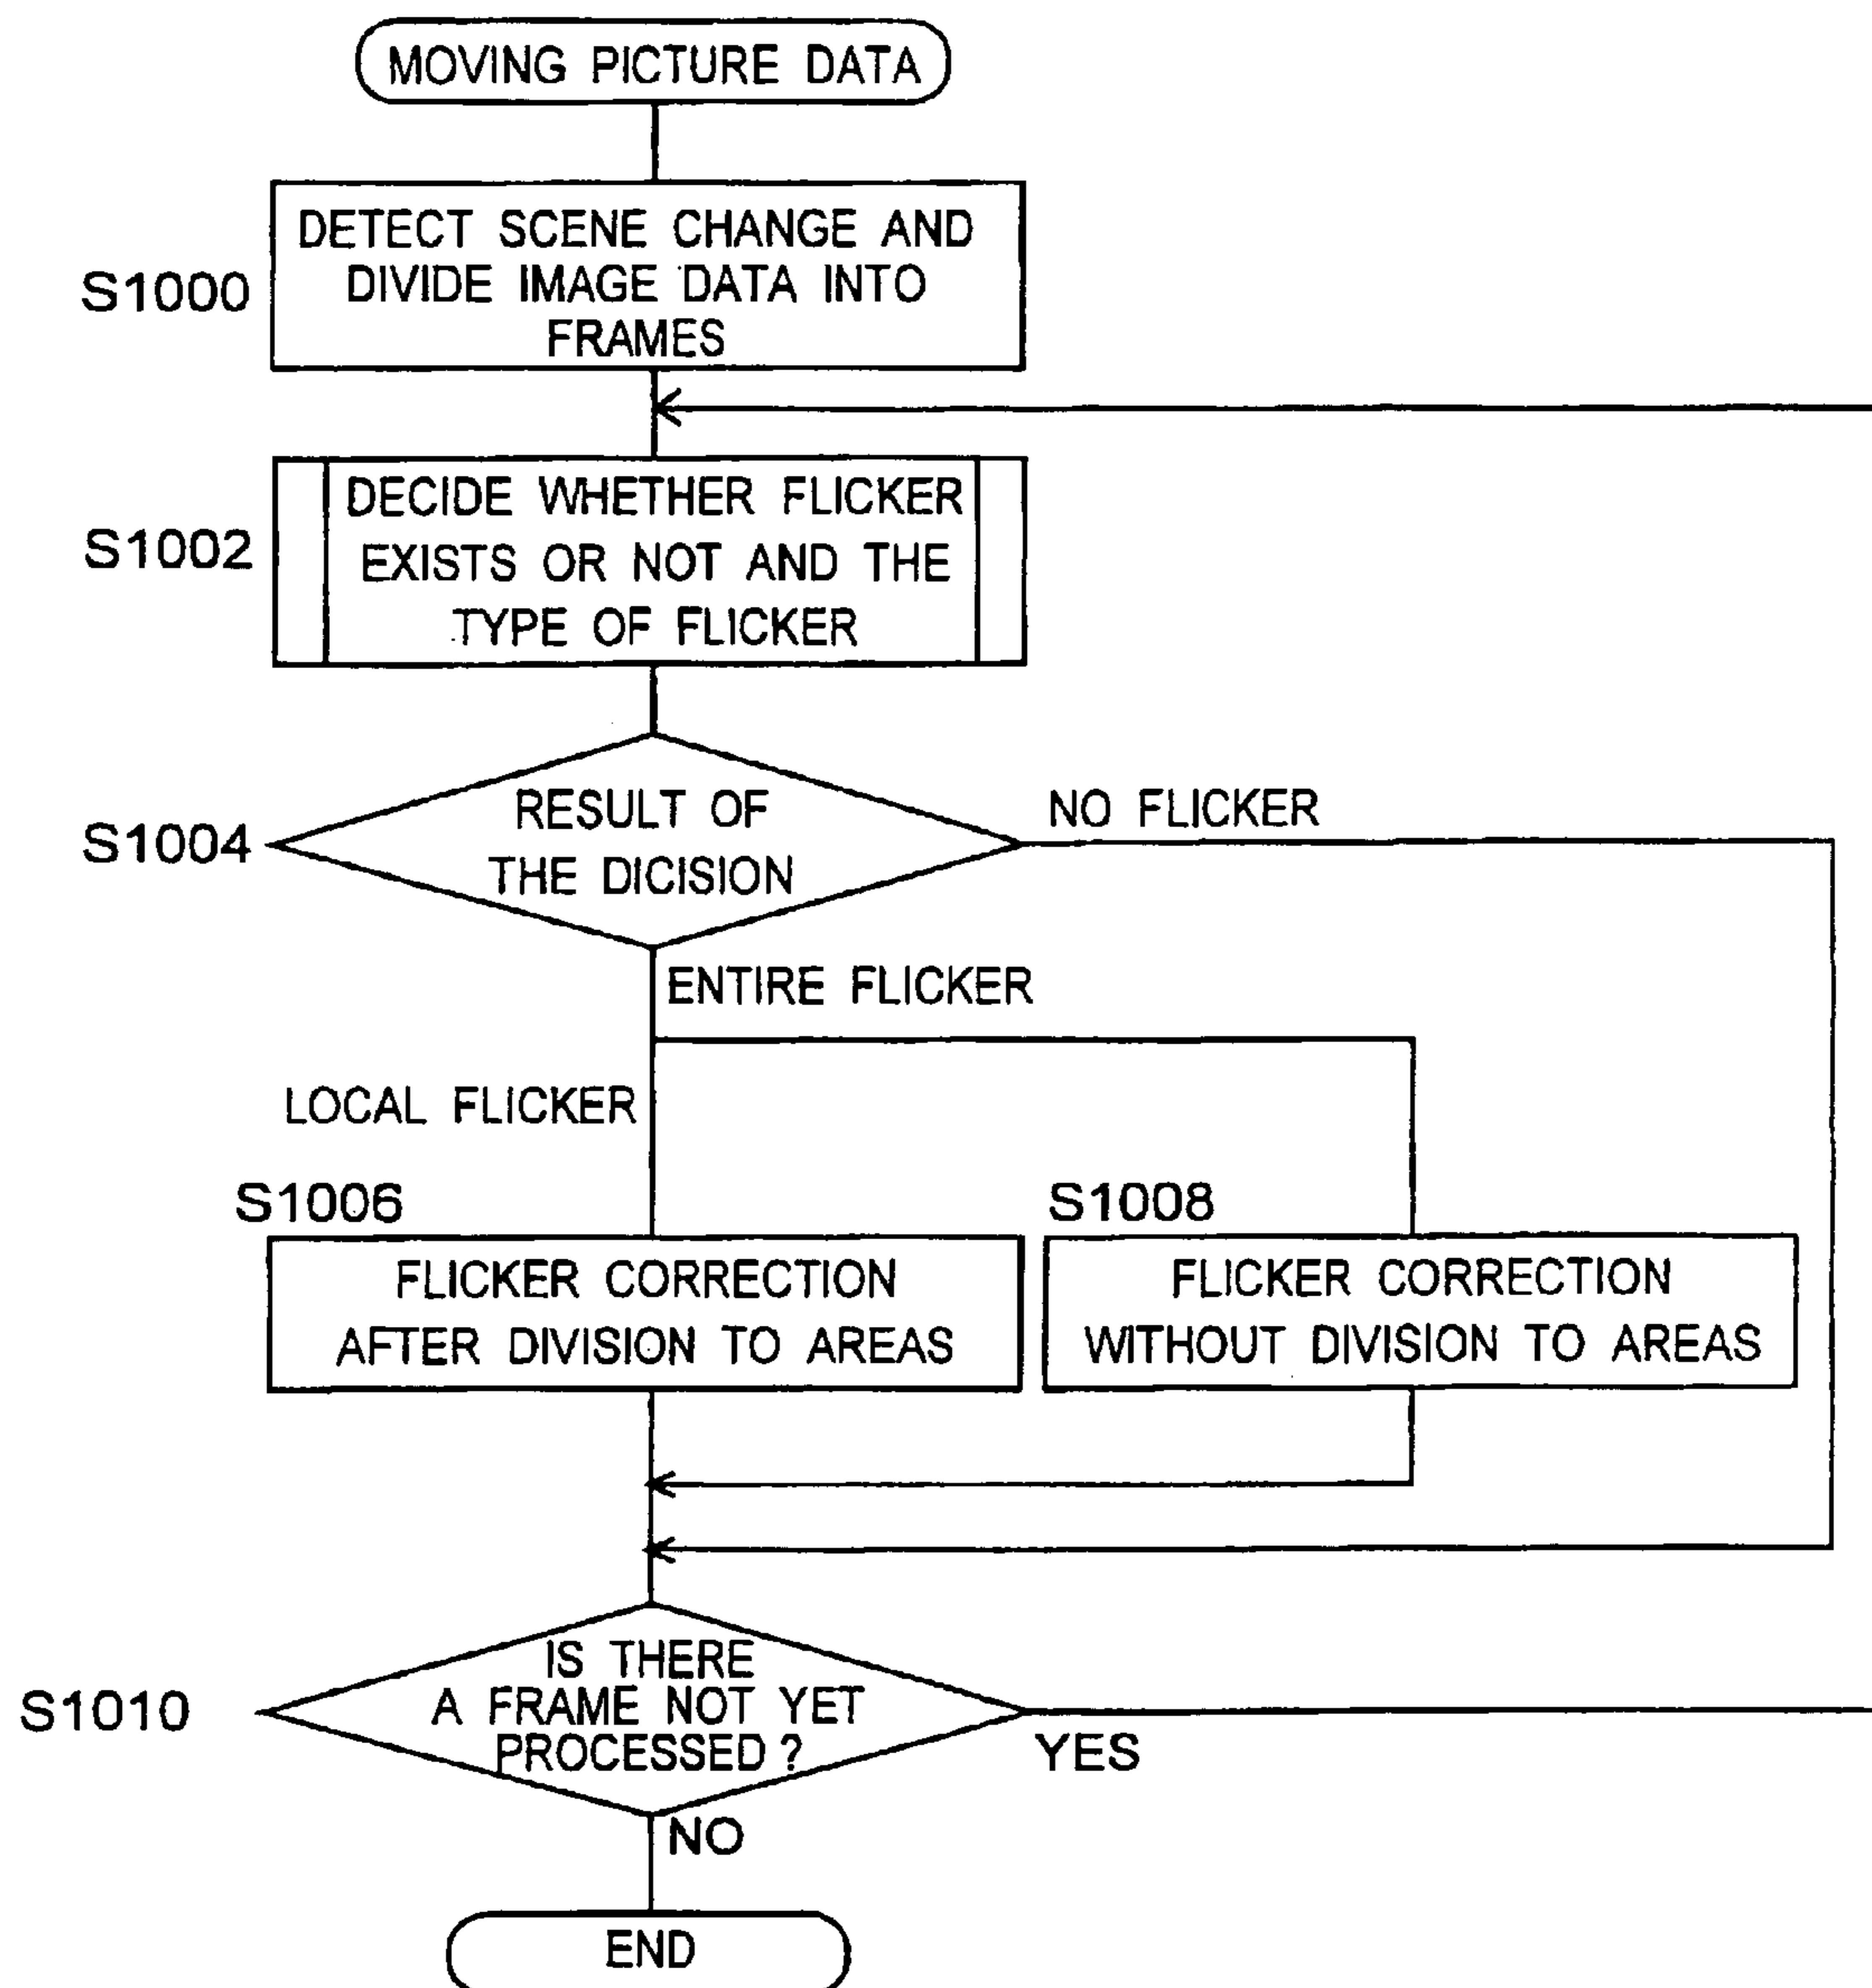 MOVING PICTURE DATA
S1000
DETECT SCENE CHANGE AND
DIVIDE IMAGE DATA INTO
FRAMES
S1002
DECIDE WHETHER FLICKER
EXISTS OR NOT AND THE
TYPE OF FLICKER
S1004
RESULT OF
THE DICISION
NO FLICKER
ENTIRE FLICKER
LOCAL FLICKER
S1006
FLICKER CORRECTION
AFTER DIVISION TO AREAS
S1008
FLICKER CORRECTION
WITHOUT DIVISION TO AREAS
S1010
IS THERE
A FRAME NOT YET
PROCESSED ?
YES
NO
END